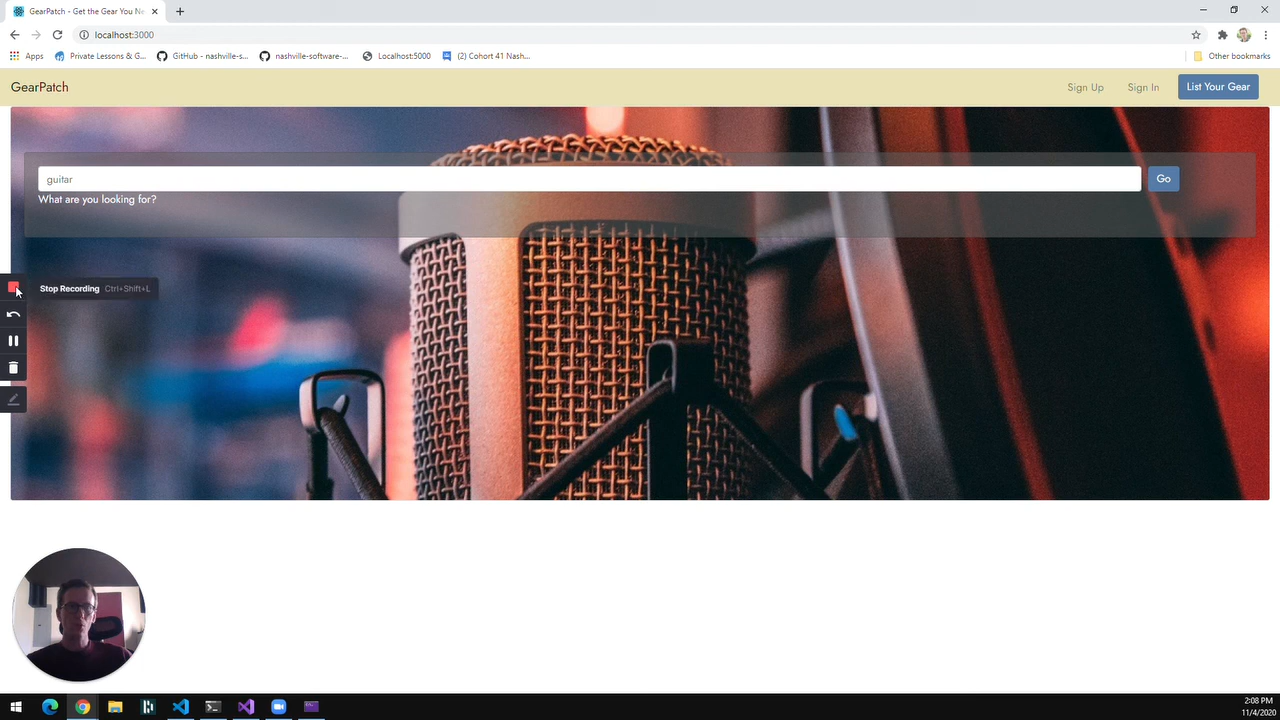 GearPatch - Get the Gear You Ne
localhost:3000
Apps
Private Lessons & G...
GitHub - nashville-s...
nashville-software-...
Localhost:5000
(2) Cohort 41 Nash...
Other bookmarks
GearPatch
Sign Up
Sign In
List Your Gear
guitar
Go
What are you looking for?
Stop Recording Ctrl+Shift+L
2:08 PM
11/4/2020